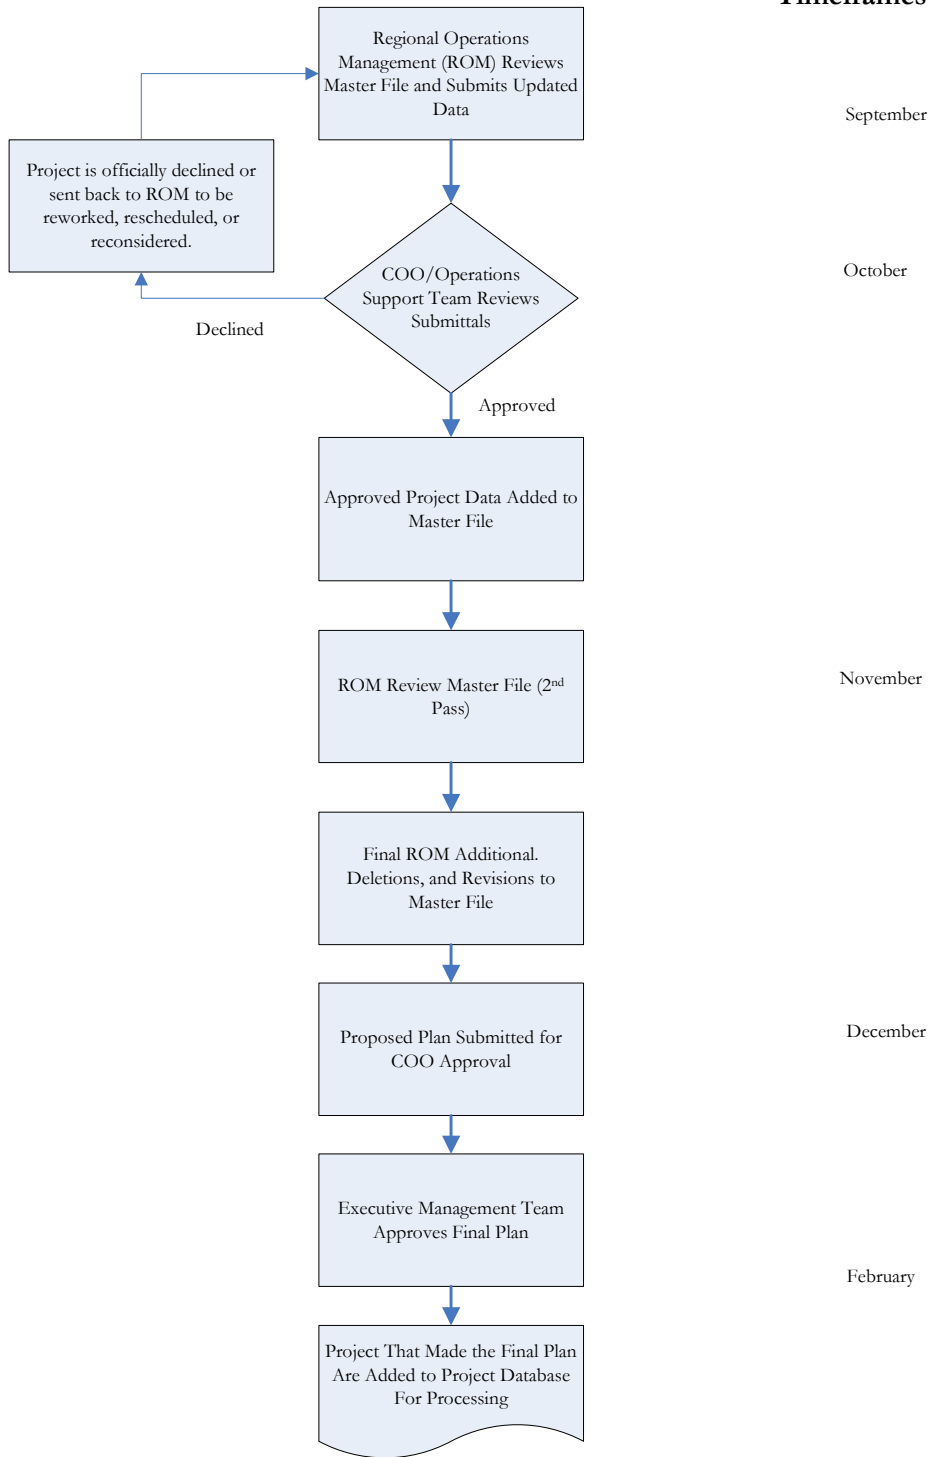 Timeframes
Regional Operations
Management (ROM) Reviews
Master File and Submits Updated
Data
September
Project is officially declined or
sent back to ROM to be
reworked, rescheduled, or
reconsidered.
COO/Operations
Support Team Reviews
Submittals
October
Declined
Approved
Approved Project Data Added to
Master File
ROM Review Master File (2nd
Pass)
November
Final ROM Additional.
Deletions, and Revisions to
Master File
Proposed Plan Submitted for
COO Approval
December
Executive Management Team
Approves Final Plan
February
Project That Made the Final Plan
Are Added to Project Database
For Processing